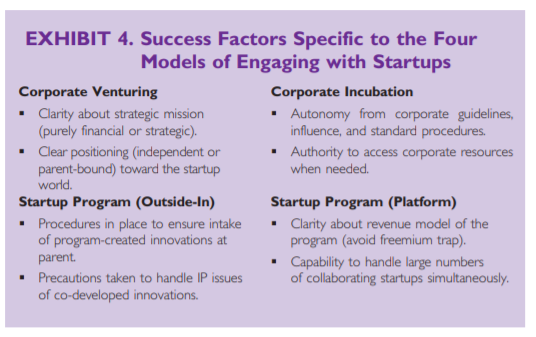 EXHIBIT 4. Success Factors Specific to the Four
Models of Engaging with Startups
Corporate Venturing
▪ Clarity about strategic mission
(purely financial or strategic).
▪ Clear positioning (independent or
parent-bound) toward the startup
world.
Startup Program (Outside-In)
▪ Procedures in place to ensure intake
of program-created innovations at
parent.
▪ Precautions taken to handle IP issues
of co-developed innovations.
Corporate Incubation
▪ Autonomy from corporate guidelines,
influence, and standard procedures.
▪ Authority to access corporate resources
when needed.
Startup Program (Platform)
▪ Clarity about revenue model of the
program (avoid freemium trap).
▪ Capability to handle large numbers
of collaborating startups simultaneously.